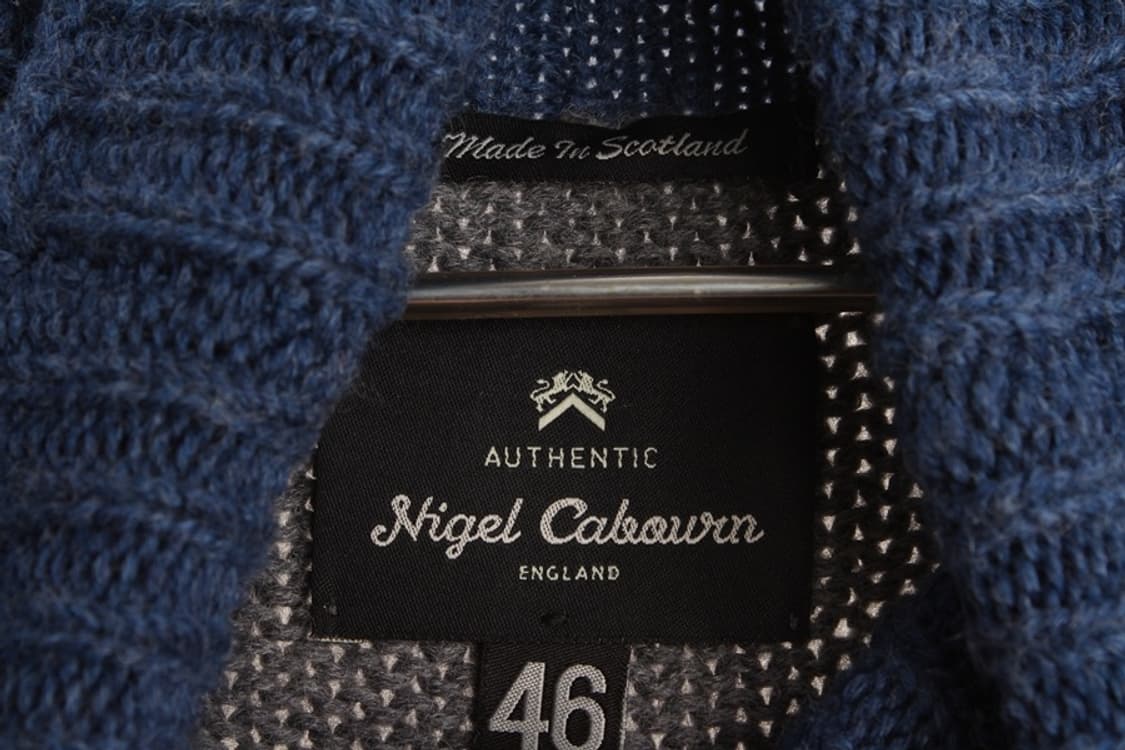 Made In Scotland
AUTHENTIC
Nigel Cabourn
ENGLAND
46